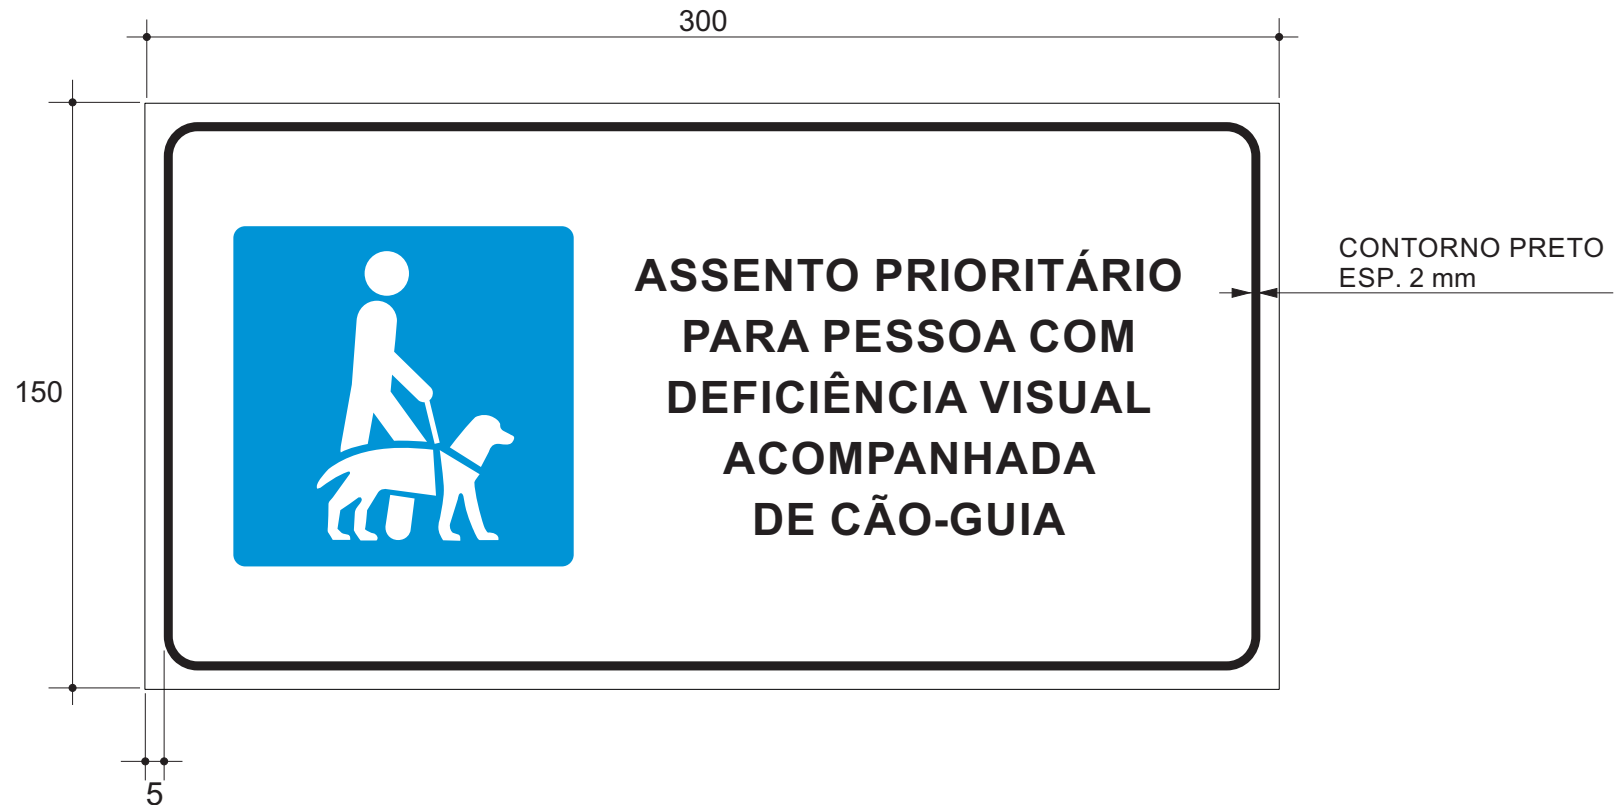 300
ASSENTO PRIORITÁRIO
PARA PESSOA COM
DEFICIÊNCIA VISUAL
ACOMPANHADA
DE CÃO-GUIA
CONTORNO PRETO
ESP. 2 mm
150
5